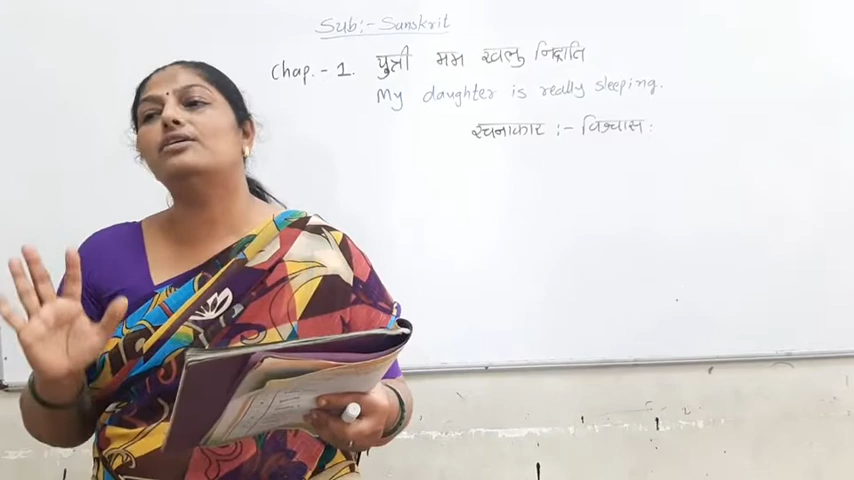 Sub:- Sanskrit
Chap. - 1. पुत्री मम खलु निद्राति
My daughter is really sleeping.
रचनाकार :- विश्वासः